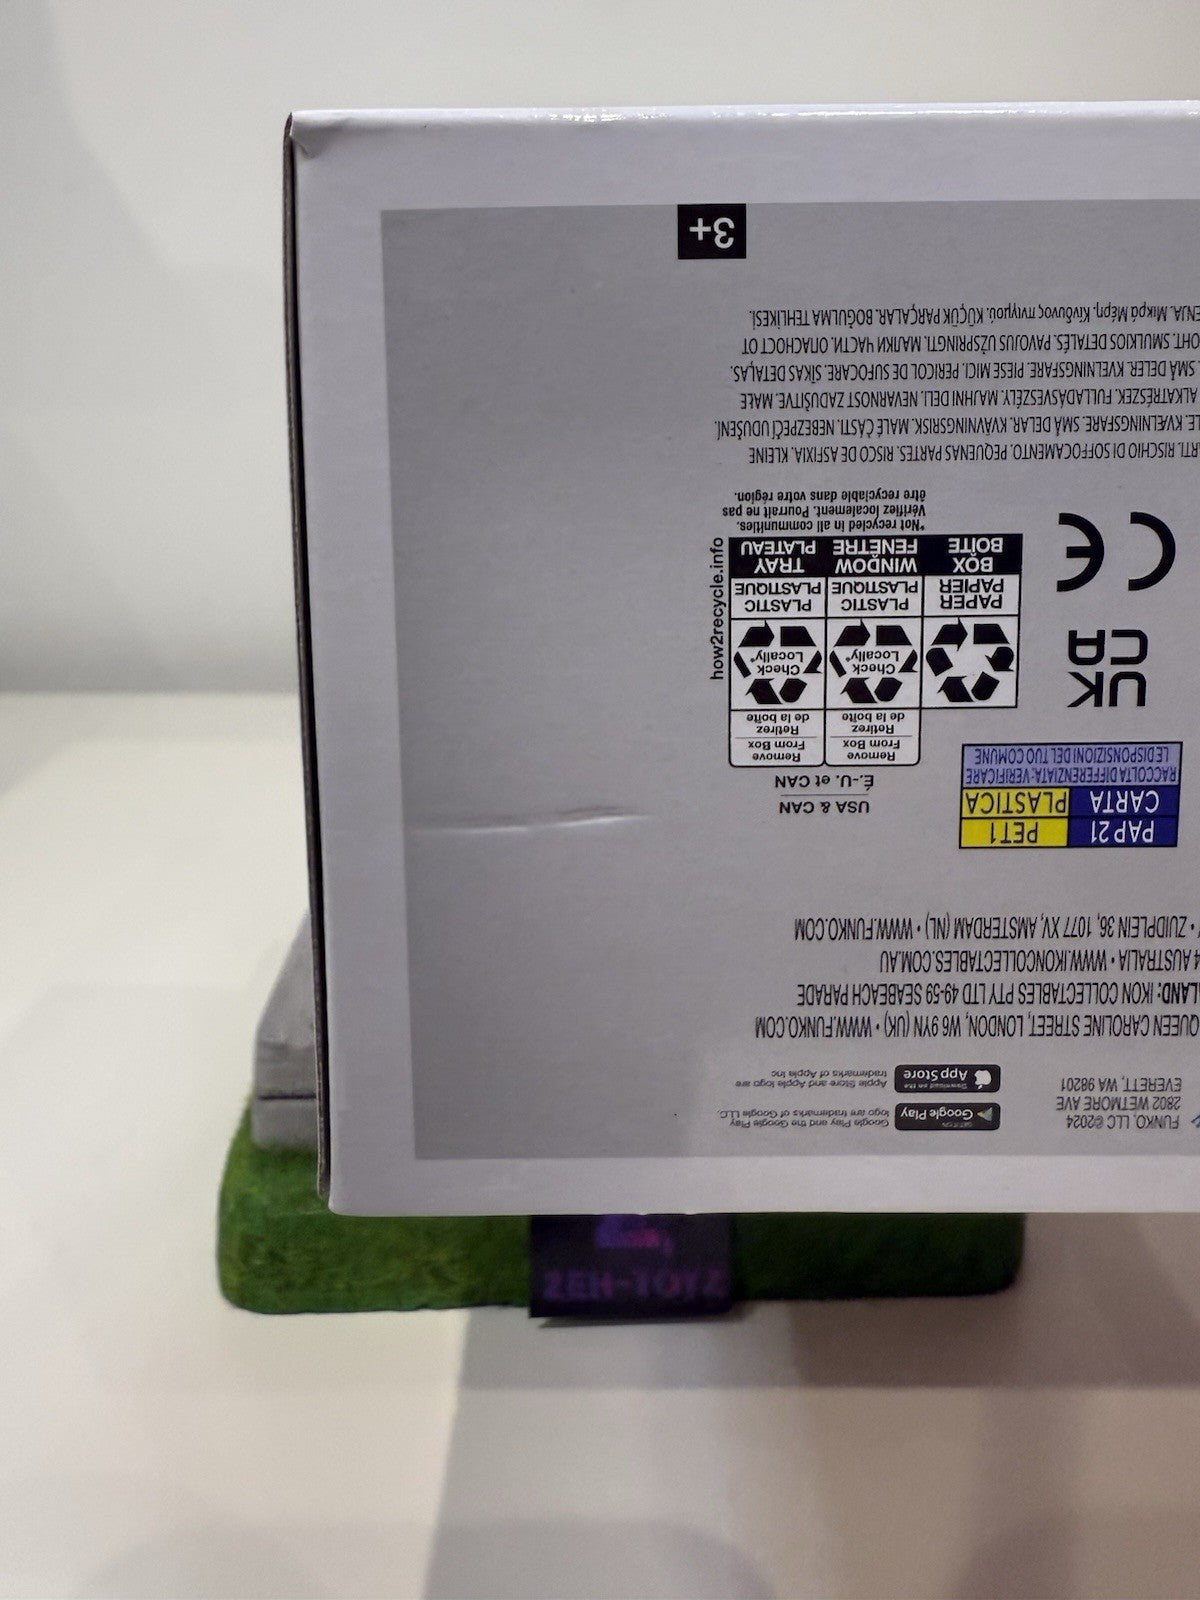 FUNKO, LLC ©2024
2802 WETMORE AVE
EVERETT, WA 98201
GET IT ON
Google Play
Google Play and the Google Play
logo are trademarks of Google LLC.
Download on the
App Store
Apple Store and Apple logo are
trademarks of Apple Inc
CAROLINE STREET, LONDON, W6 9YN (UK) • WWW.FUNKO.COM
IKON COLLECTABLES PTY LTD 49-59 SEABEACH PARADE
AUSTRALIA • WWW.IKONCOLLECTABLES.COM.AU
• ZUIDPLEIN 36, 1077 XV, AMSTERDAM (NL) • WWW.FUNKO.COM
PAP 21 PET1
CARTA PLASTICA
RACCOLTA DIFFERENZIATA: VERIFICARE
LE DISPOSIZIONI DEL TUO COMUNE
UK
CA
CE
USA & CAN
É.-U. et CAN
Remove
From Box
Retirez
de la boîte
Remove
From Box
Retirez
de la boîte
Check
Locally*
Check
Locally*
PAPER
PAPIER
PLASTIC
PLASTIQUE
PLASTIC
PLASTIQUE
BOX
BOÎTE
WINDOW
FENÊTRE
TRAY
PLATEAU
how2recycle.info
*Not recycled in all communities.
Vérifiez localement. Pourrait ne pas
être recyclable dans votre région.
RISCHIO DI SOFFOCAMENTO. PEQUENAS PARTES. RISCO DE ASFIXIA. KLEINE
KVÆLNINGSFARE. SMÅ DELAR. KVÄVNINGSRISK. MALÉ ČÁSTI. NEBEZPEČÍ UDUŠENÍ.
ALKATRÉSZEK. FULLADÁSVESZÉLY. MAJHNI DELI. NEVARNOST ZADUŠITVE. MAŁE
SMÅ DELER. KVELNINGSFARE. PIESE MICI. PERICOL DE SUFOCARE. SĪKAS DETAĻAS.
SMULKIOS DETALĖS. PAVOJUS UŽSPRINGTI. МАЛКИ ЧАСТИ. ОПАСНОСТ ОТ
Μικρά Μέρη. Κίνδυνος πνιγμού. KÜÇÜK PARÇALAR. BOĞULMA TEHLİKESİ.
3+
ZEH-TOYZ